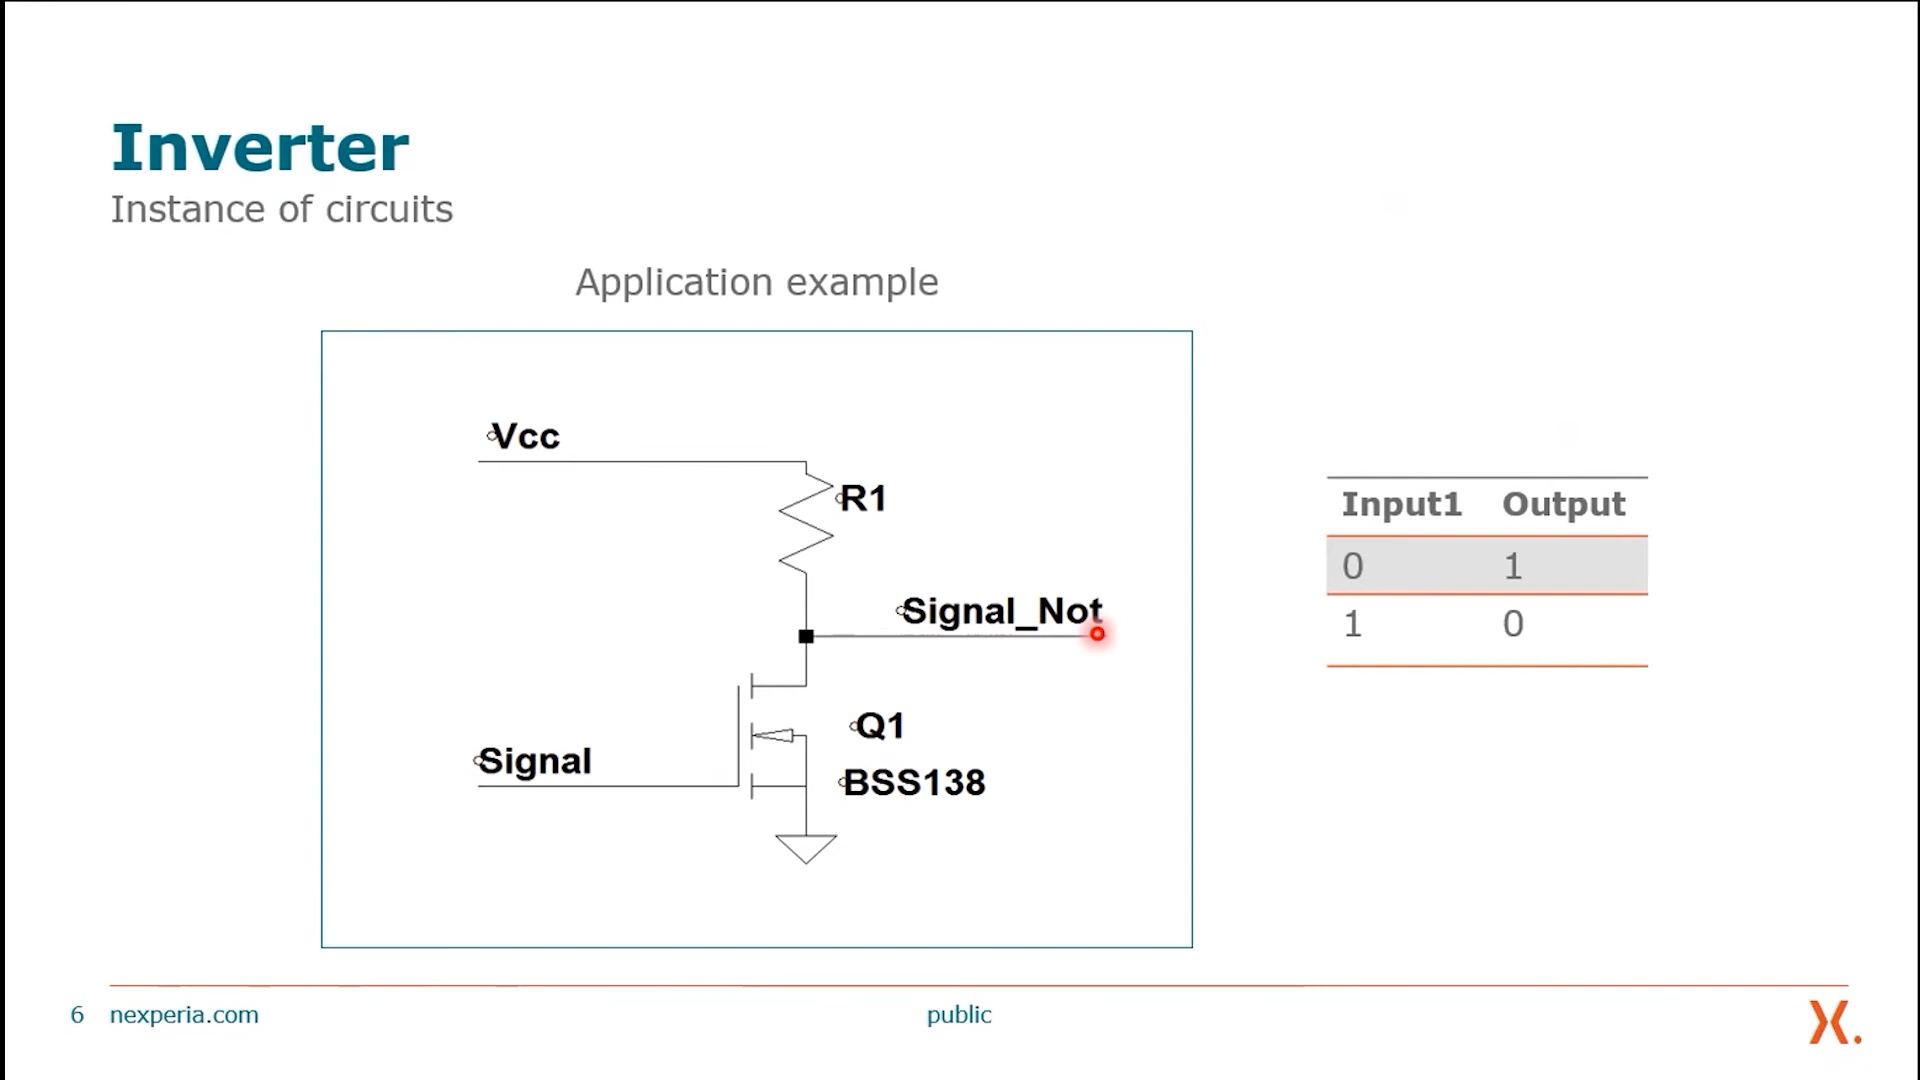 Inverter
Instance of circuits
Application example
Vcc
R1
Signal_Not
Q1
Signal
BSS138
Input1 Output
0 1
1 0
6 nexperia.com public